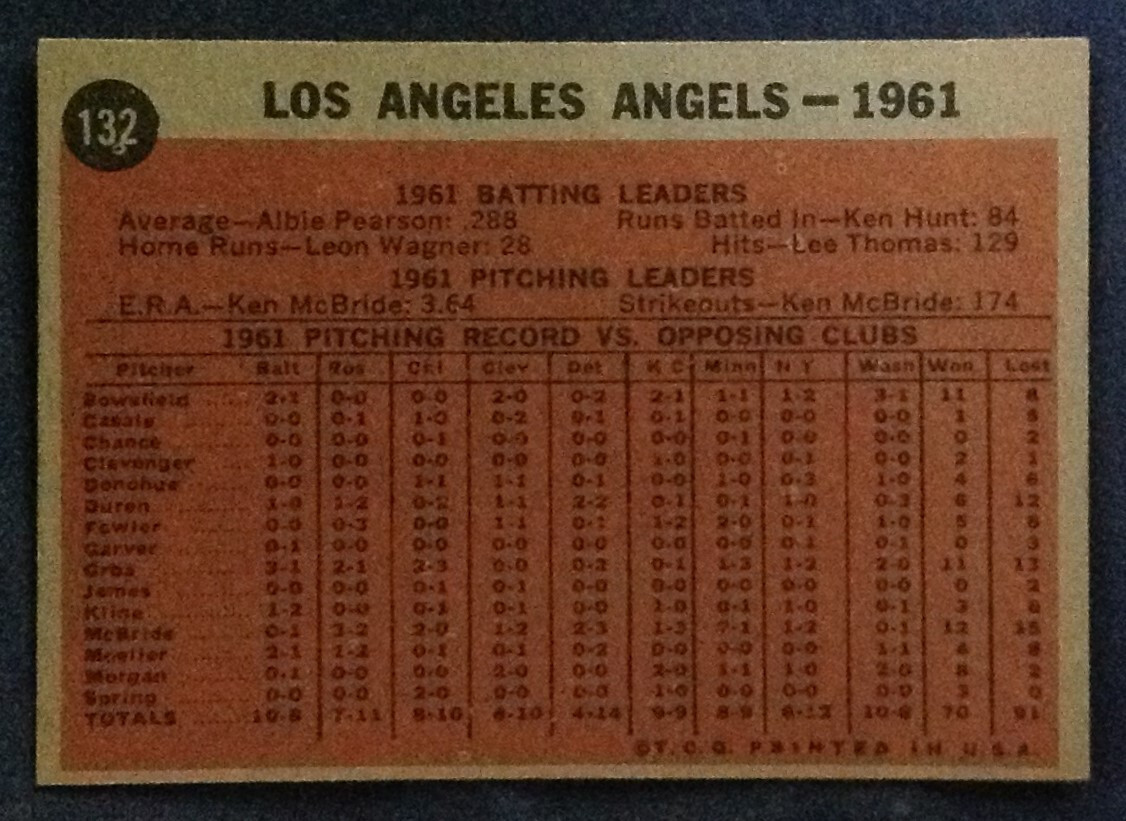 132
LOS ANGELES ANGELS — 1961
1961 BATTING LEADERS
Average—Albie Pearson: .288 Runs Batted In—Ken Hunt: 84
Home Runs—Leon Wagner: 28 Hits—Lee Thomas: 129
1961 PITCHING LEADERS
E.R.A.—Ken McBride: 3.64 Strikeouts—Ken McBride: 174
1961 PITCHING RECORD VS. OPPOSING CLUBS
Pitcher Balt Bos Chi Clev Det K C Minn N Y Wash Won Lost
Bowsfield 2-1 0-0 0-0 2-0 0-2 2-1 1-1 1-2 3-1 11 8
Casale 0-0 0-1 1-0 0-2 0-1 0-1 0-0 0-0 0-0 1 5
Chance 0-0 0-0 0-1 0-0 0-0 0-0 0-1 0-0 0-0 0 2
Clevenger 1-0 0-0 0-0 0-0 0-0 1-0 0-0 0-1 0-0 2 1
Donohue 0-0 0-0 1-1 1-1 0-1 0-0 1-0 0-3 1-0 4 6
Duren 1-0 1-2 0-2 1-1 2-2 0-1 0-1 1-0 0-3 6 12
Fowler 0-0 0-3 0-0 1-1 1-2 2-0 0-1 1-0 5 8
Garver 0-1 0-0 0-0 0-0 0-0 0-0 0-0 0-1 0-1 0 3
Grba 3-1 2-1 2-3 0-0 0-2 0-1 1-3 1-2 2-0 11 13
James 0-0 0-0 0-1 0-1 0-0 0-0 0-0 0-0 0-0 0 2
Kline 1-2 0-0 0-1 0-1 0-0 1-0 0-1 1-0 0-1 3 6
McBride 0-1 3-2 2-0 1-2 2-3 1-3 1-2 0-1 12 15
Moeller 2-1 1-2 0-1 0-1 0-2 0-0 0-0 0-0 1-1 4 8
Morgan 0-1 0-0 0-0 2-0 0-0 2-0 1-1 1-0 2-0 8 2
Spring 0-0 0-0 2-0 0-0 0-0 1-0 0-0 0-0 0-0 3 0
TOTALS 10-8 7-11 8-10 8-10 4-14 9-9 8-9 6-12 10-8 70 91
©T. C. G. PRINTED IN U.S.A.